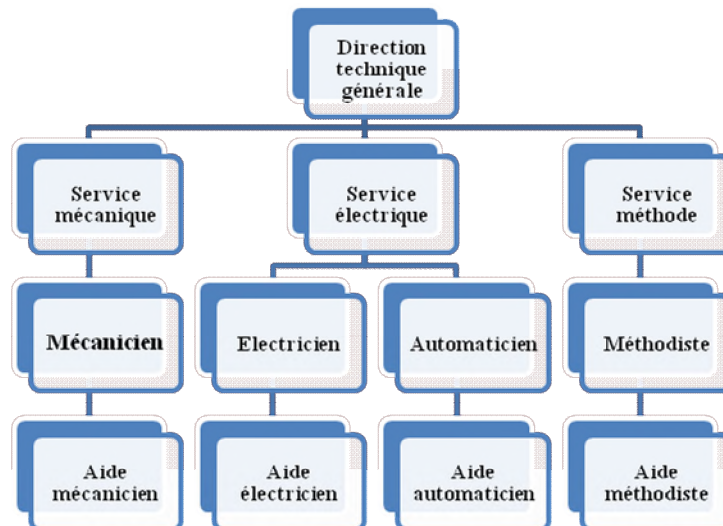 Direction
technique
générale
Service
mécanique
Service
électrique
Service
méthode
Mécanicien
Electricien
Automaticien
Méthodiste
Aide
mécanicien
Aide
électricien
Aide
automaticien
Aide
méthodiste